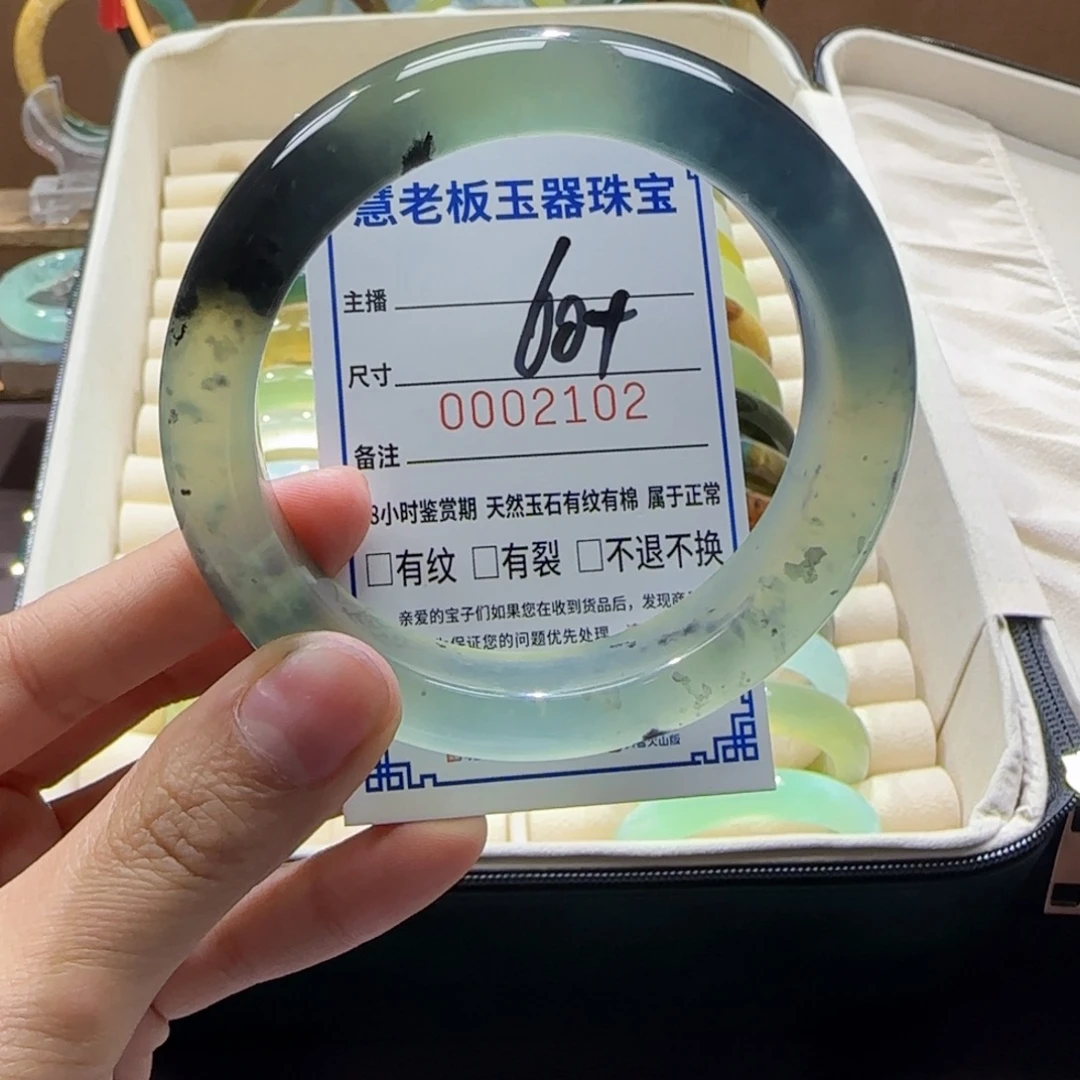 慧老板玉器珠宝
主播
60+
尺寸
0002102
备注
8小时鉴赏期 天然玉石有纹有棉 属于正常
□有纹 □有裂 □不退不换
亲爱的宝子们如果您在收到货品后,发现商
保证您的问题优先处理